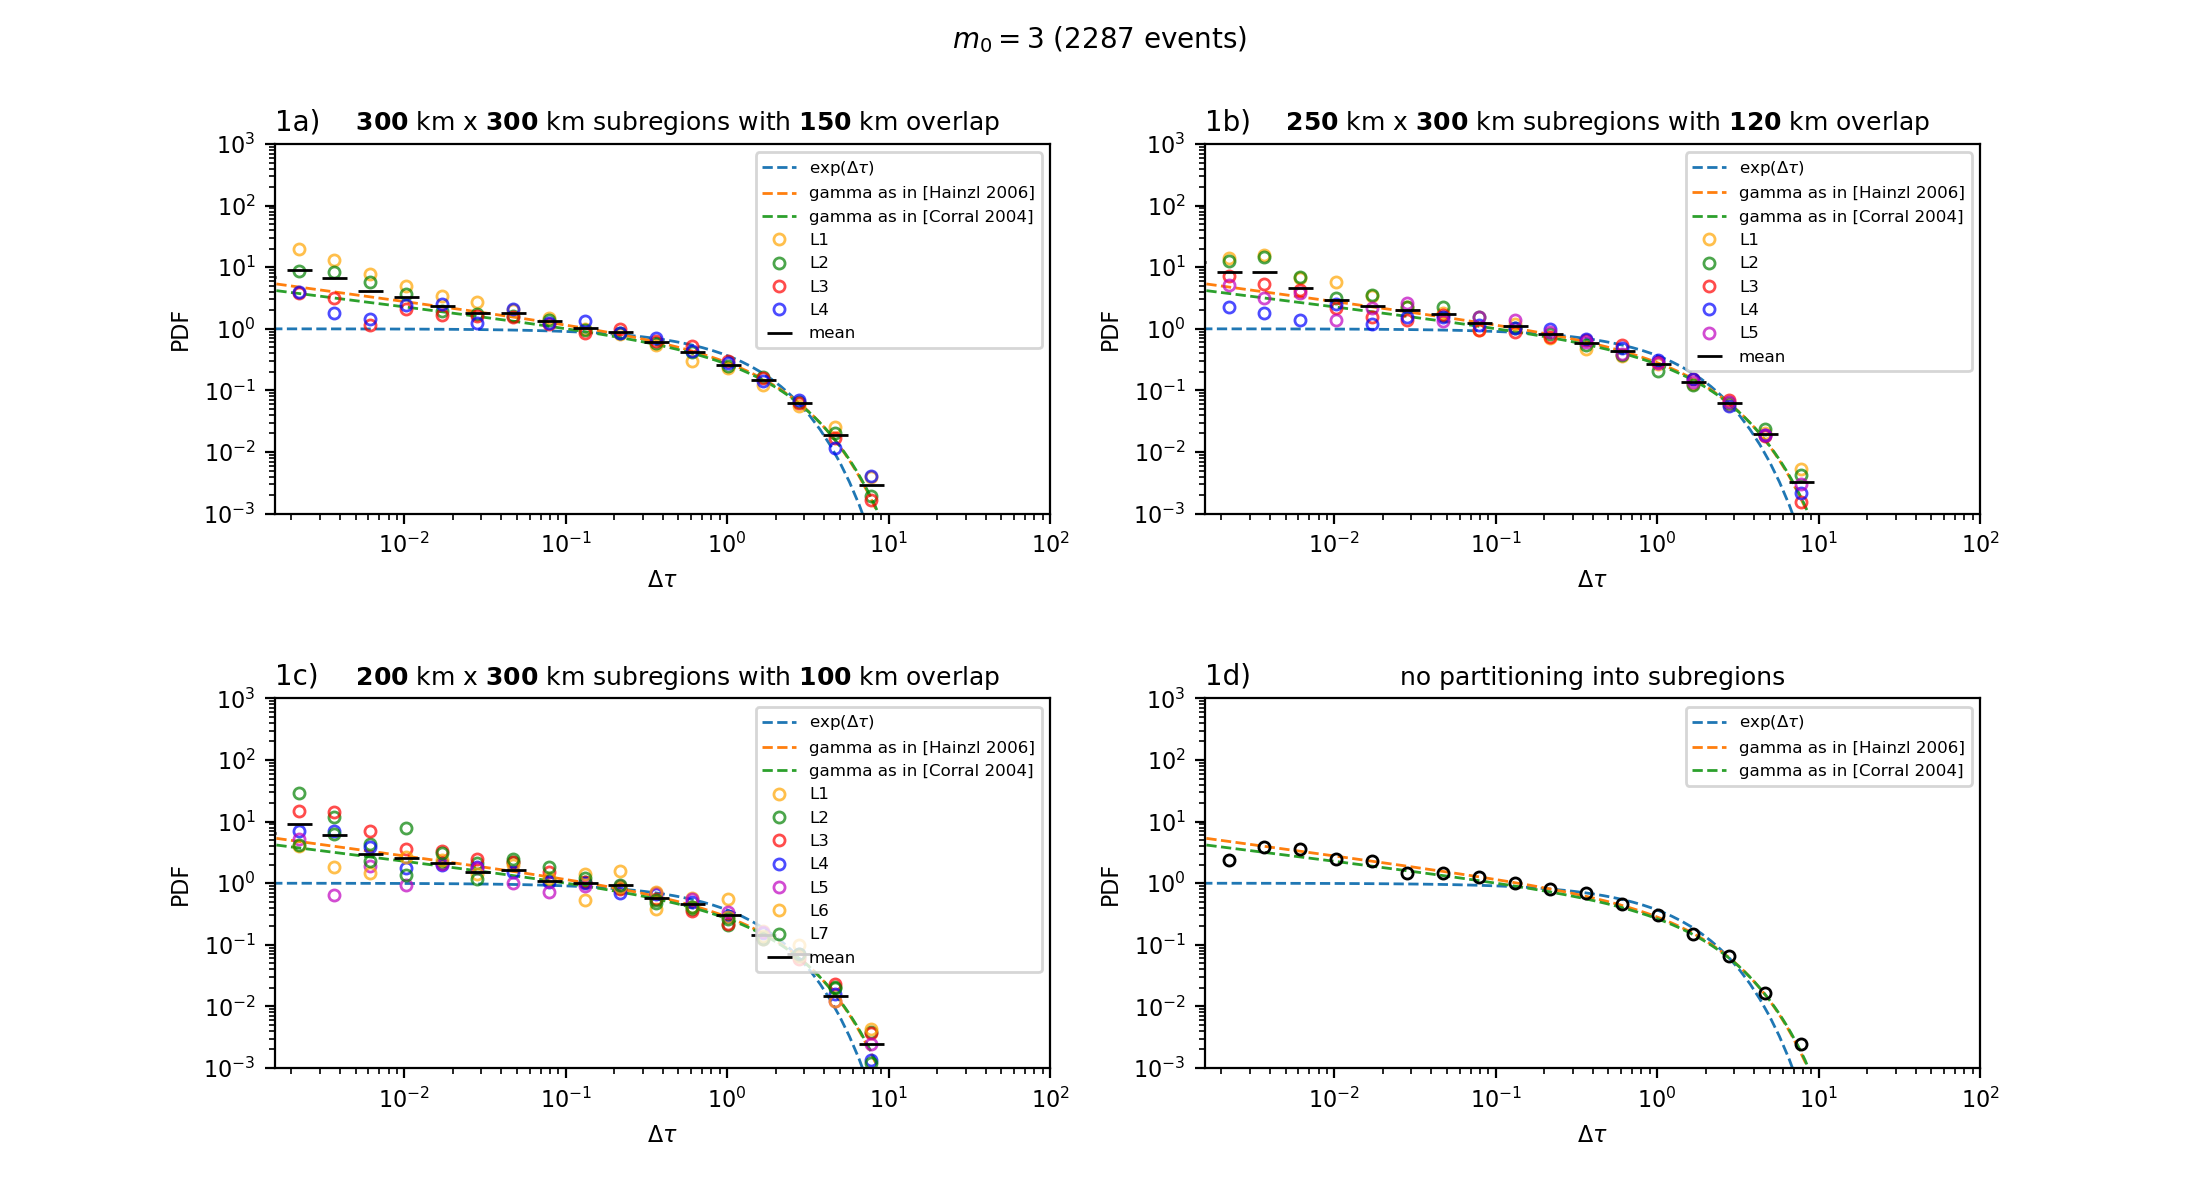 m₀ = 3 (2287 events)
1a) 300 km x 300 km subregions with 150 km overlap
10³
10²
10¹
10⁰
10⁻¹
10⁻²
10⁻³
PDF
exp(Δτ)
gamma as in [Hainzl 2006]
gamma as in [Corral 2004]
L1
L2
L3
L4
mean
10⁻² 10⁻¹ 10⁰ 10¹ 10²
Δτ
1b) 250 km x 300 km subregions with 120 km overlap
10³
10²
10¹
10⁰
10⁻¹
10⁻²
10⁻³
PDF
exp(Δτ)
gamma as in [Hainzl 2006]
gamma as in [Corral 2004]
L1
L2
L3
L4
L5
mean
10⁻² 10⁻¹ 10⁰ 10¹ 10²
Δτ
1c) 200 km x 300 km subregions with 100 km overlap
10³
10²
10¹
10⁰
10⁻¹
10⁻²
10⁻³
PDF
exp(Δτ)
gamma as in [Hainzl 2006]
gamma as in [Corral 2004]
L1
L2
L3
L4
L5
L6
L7
mean
10⁻² 10⁻¹ 10⁰ 10¹ 10²
Δτ
1d) no partitioning into subregions
10³
10²
10¹
10⁰
10⁻¹
10⁻²
10⁻³
PDF
exp(Δτ)
gamma as in [Hainzl 2006]
gamma as in [Corral 2004]
10⁻² 10⁻¹ 10⁰ 10¹ 10²
Δτ